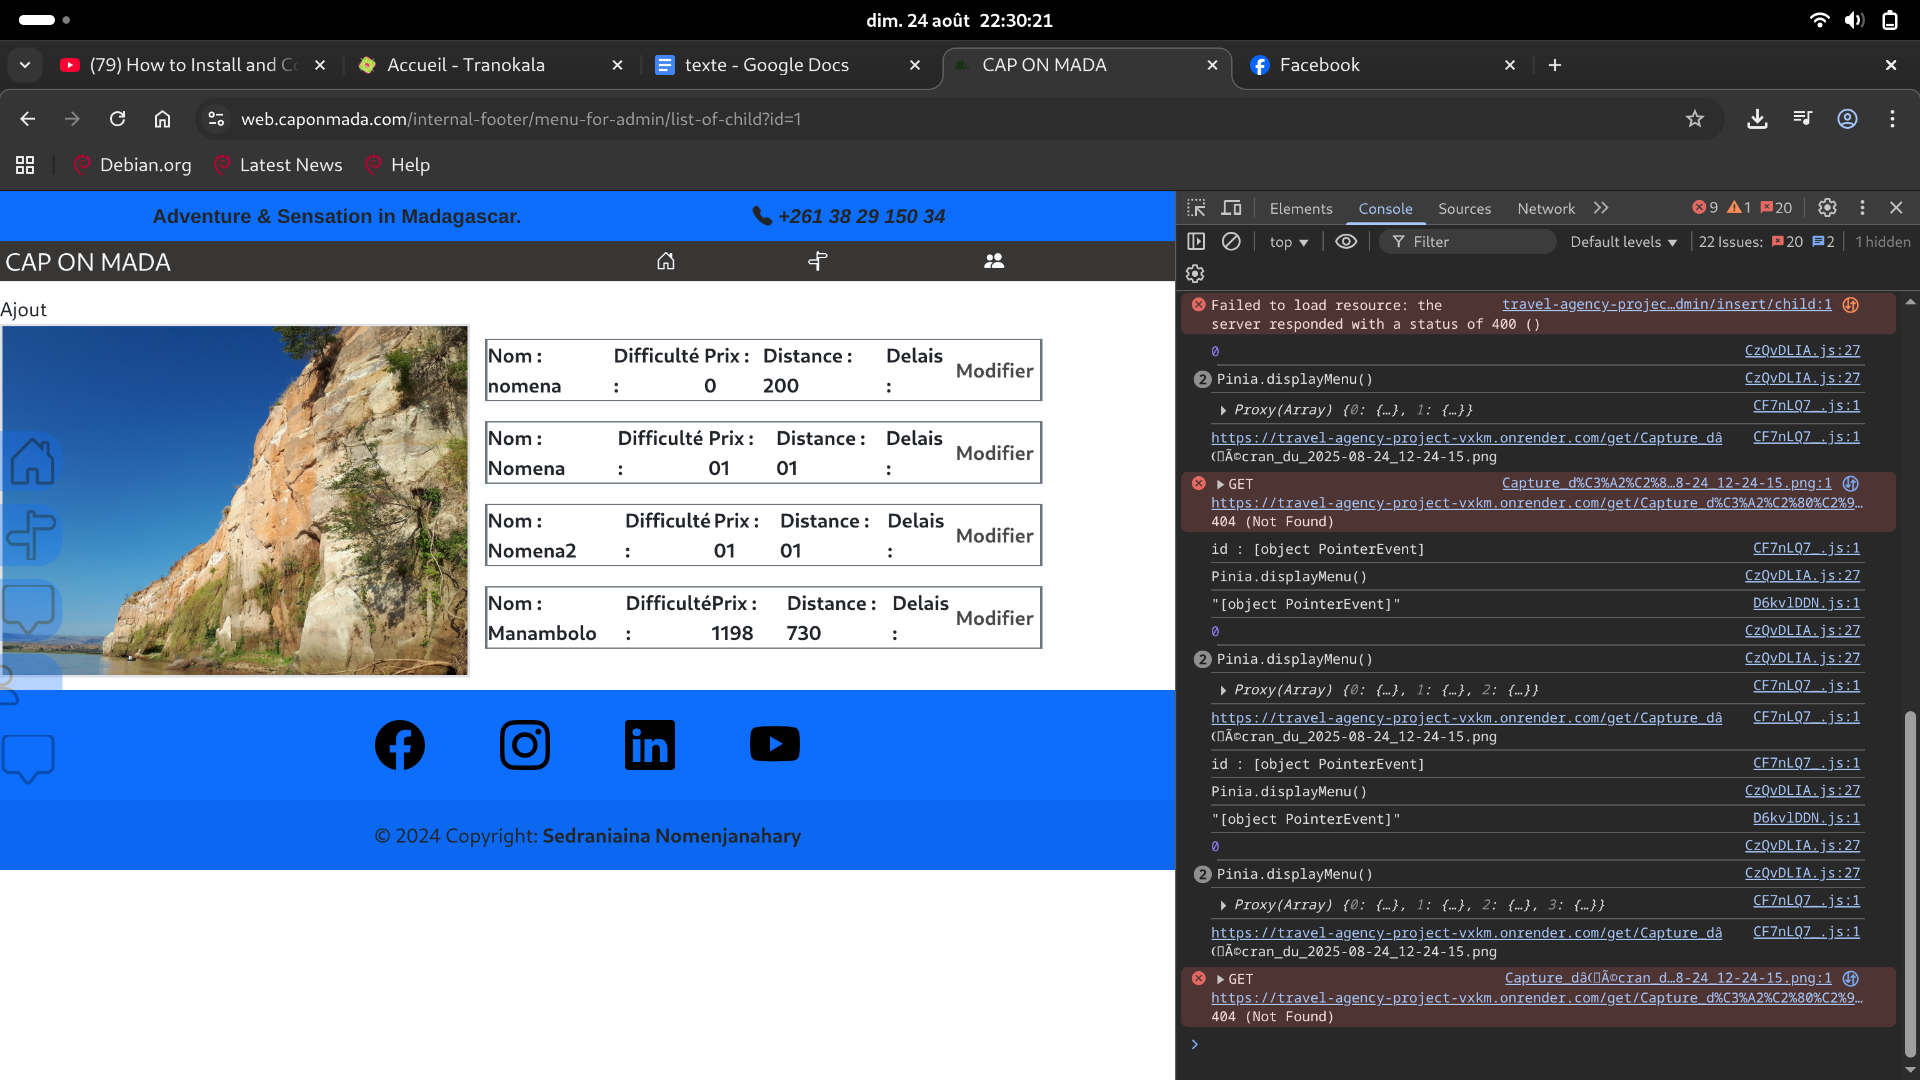 dim. 24 août 22:30:21
(79) How to Install and Co
Accueil - Tranokala
texte - Google Docs
CAP ON MADA
Facebook
web.caponmada.com/internal-footer/menu-for-admin/list-of-child?id=1
Debian.org
Latest News
Help
Adventure & Sensation in Madagascar.
+261 38 29 150 34
CAP ON MADA
Ajout
Nom : Difficulté Prix : Distance : Delais Modifier
nomena : 0 200 :
Nom : Difficulté Prix : Distance : Delais Modifier
Nomena : 01 01 :
Nom : Difficulté Prix : Distance : Delais Modifier
Nomena2 : 01 01 :
Nom : Difficulté Prix : Distance : Delais Modifier
Manambolo : 1198 730 :
© 2024 Copyright: Sedraniaina Nomenjanahary
Elements Console Sources Network 9 1 20
top Filter Default levels 22 Issues: 20 2 1 hidden
Failed to load resource: the travel-agency-projec…dmin/insert/child:1
server responded with a status of 400 ()
0 CzQvDLIA.js:27
2 Pinia.displayMenu() CzQvDLIA.js:27
Proxy(Array) {0: {…}, 1: {…}} CF7nLQ7_.js:1
https://travel-agency-project-vxkm.onrender.com/get/Capture_dâ CF7nLQ7_.js:1
Ã©cran_du_2025-08-24_12-24-15.png
GET Capture_d%C3%A2%C2%8…8-24_12-24-15.png:1
https://travel-agency-project-vxkm.onrender.com/get/Capture_d%C3%A2%C2%80%C2%9…
404 (Not Found)
id : [object PointerEvent] CF7nLQ7_.js:1
Pinia.displayMenu() CzQvDLIA.js:27
"[object PointerEvent]" D6kvlDDN.js:1
0 CzQvDLIA.js:27
2 Pinia.displayMenu() CzQvDLIA.js:27
Proxy(Array) {0: {…}, 1: {…}, 2: {…}} CF7nLQ7_.js:1
https://travel-agency-project-vxkm.onrender.com/get/Capture_dâ CF7nLQ7_.js:1
Ã©cran_du_2025-08-24_12-24-15.png
id : [object PointerEvent] CF7nLQ7_.js:1
Pinia.displayMenu() CzQvDLIA.js:27
"[object PointerEvent]" D6kvlDDN.js:1
0 CzQvDLIA.js:27
2 Pinia.displayMenu() CzQvDLIA.js:27
Proxy(Array) {0: {…}, 1: {…}, 2: {…}, 3: {…}} CF7nLQ7_.js:1
https://travel-agency-project-vxkm.onrender.com/get/Capture_dâ CF7nLQ7_.js:1
Ã©cran_du_2025-08-24_12-24-15.png
GET Capture_dâÃ©cran_d…8-24_12-24-15.png:1
https://travel-agency-project-vxkm.onrender.com/get/Capture_d%C3%A2%C2%80%C2%9…
404 (Not Found)